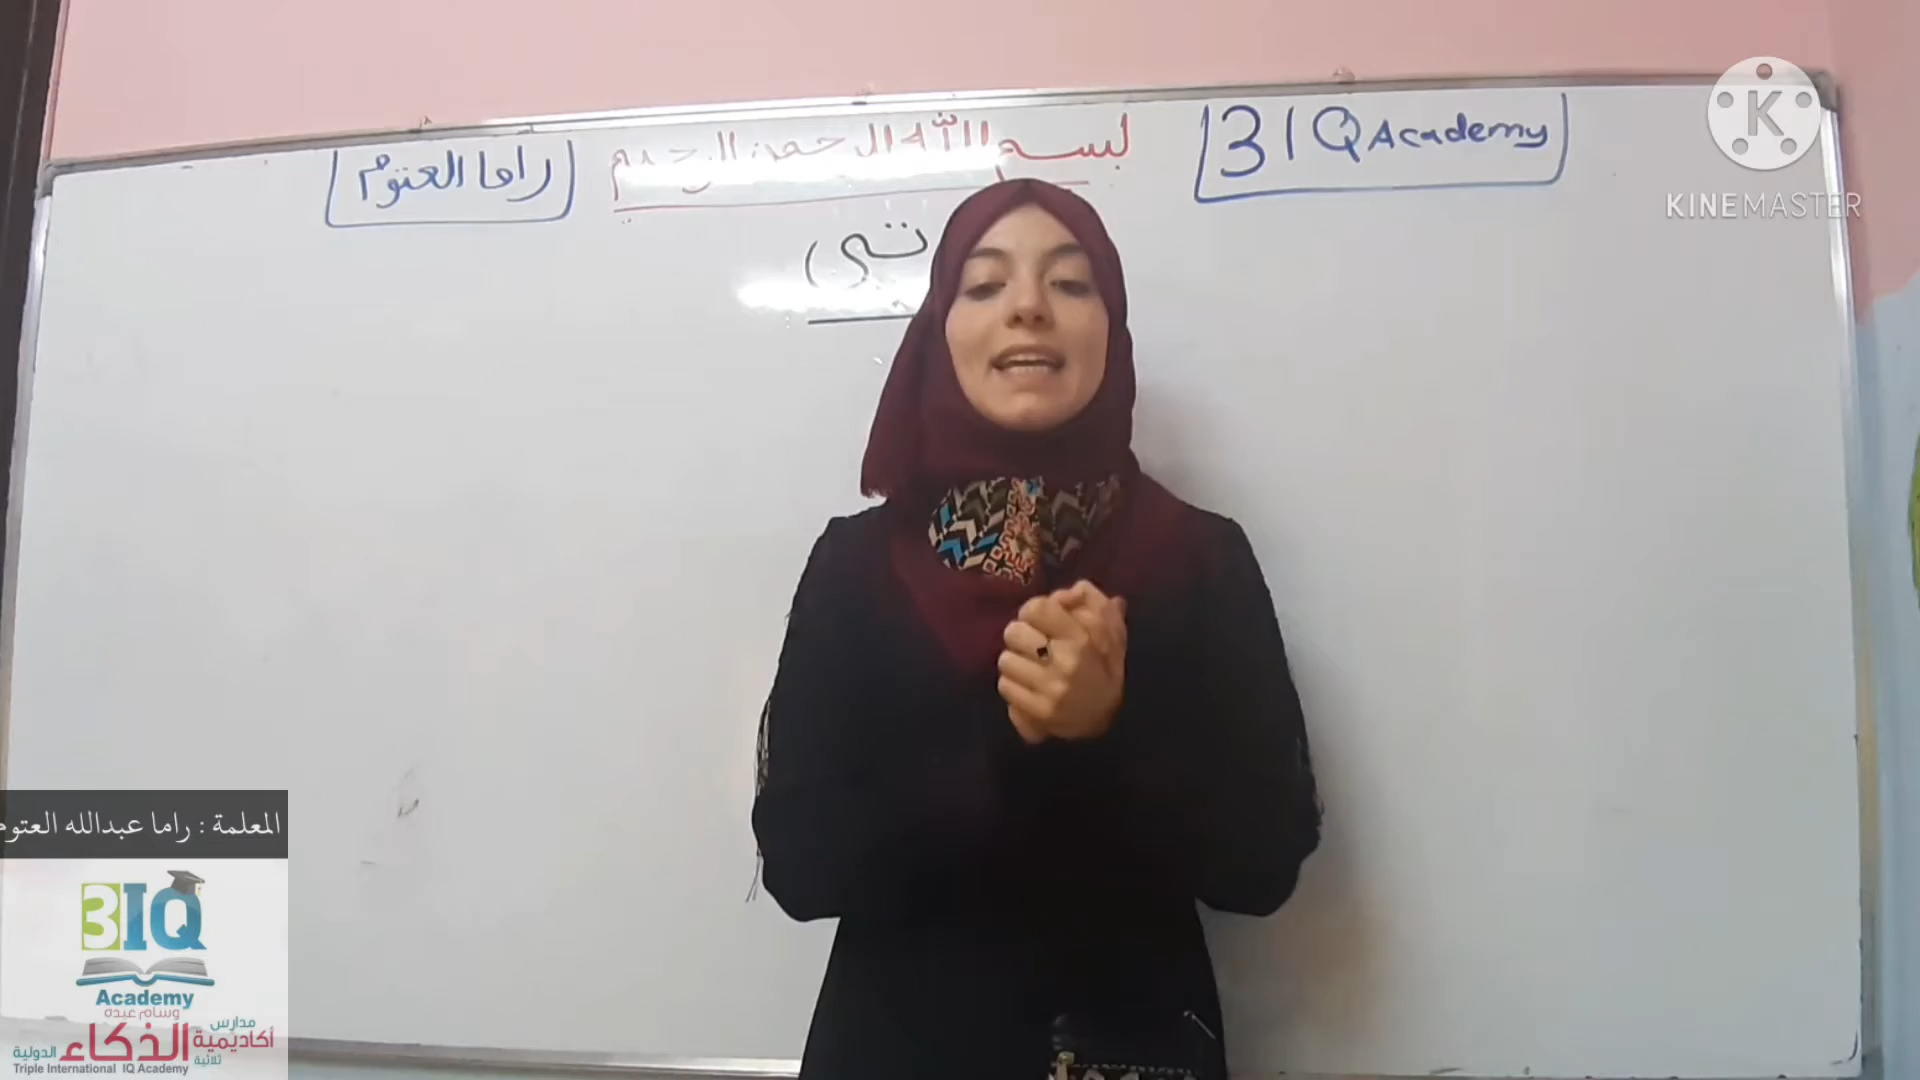 3 I Q Academy
بسم الله الرحمن الرحيم
راما العتوم
KINEMASTER
المعلمة : راما عبدالله العتوم
3IQ
Academy
وسام عبده
مدارس
أكاديمية الذكاء الدولية
ثلاثية
Triple International IQ Academy